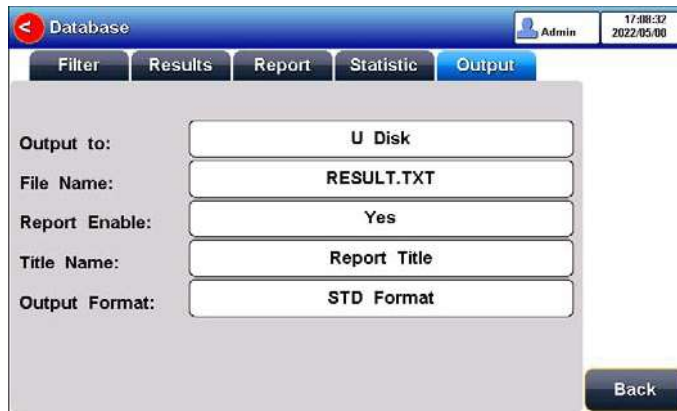 Database
Admin
17:08:32
2022/05/00
Filter Results Report Statistic Output
Output to: U Disk
File Name: RESULT.TXT
Report Enable: Yes
Title Name: Report Title
Output Format: STD Format
Back